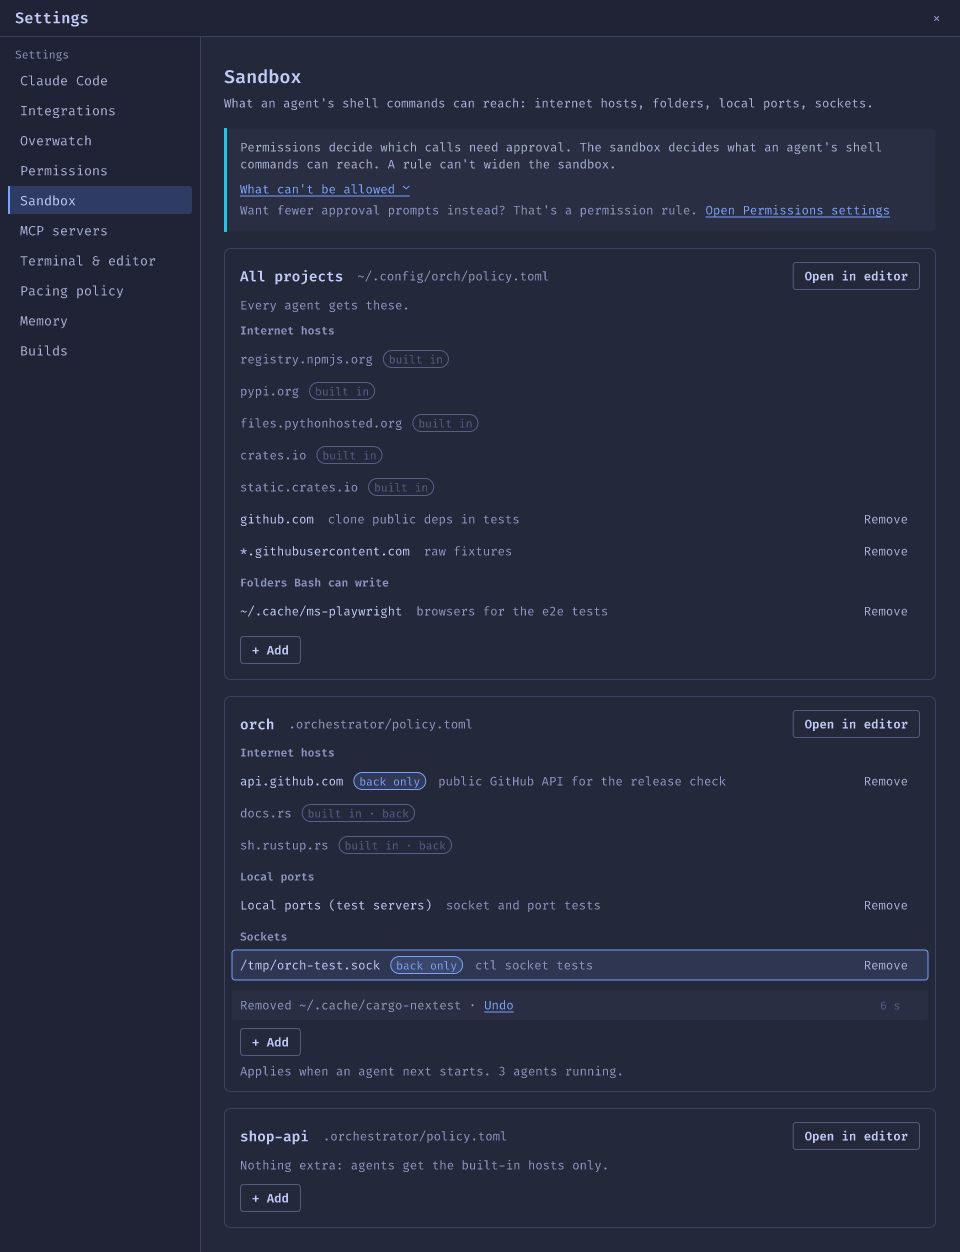 Settings
×
Settings
Claude Code
Integrations
Overwatch
Permissions
Sandbox
MCP servers
Terminal & editor
Pacing policy
Memory
Builds
Sandbox
What an agent's shell commands can reach: internet hosts, folders, local ports, sockets.
Permissions decide which calls need approval. The sandbox decides what an agent's shell
commands can reach. A rule can't widen the sandbox.
What can't be allowed
Want fewer approval prompts instead? That's a permission rule. Open Permissions settings
All projects ~/.config/orch/policy.toml Open in editor
Every agent gets these.
Internet hosts
registry.npmjs.org built in
pypi.org built in
files.pythonhosted.org built in
crates.io built in
static.crates.io built in
github.com clone public deps in tests Remove
*.githubusercontent.com raw fixtures Remove
Folders Bash can write
~/.cache/ms-playwright browsers for the e2e tests Remove
+ Add
orch .orchestrator/policy.toml Open in editor
Internet hosts
api.github.com back only public GitHub API for the release check Remove
docs.rs built in · back
sh.rustup.rs built in · back
Local ports
Local ports (test servers) socket and port tests Remove
Sockets
/tmp/orch-test.sock back only ctl socket tests Remove
Removed ~/.cache/cargo-nextest · Undo 6 s
+ Add
Applies when an agent next starts. 3 agents running.
shop-api .orchestrator/policy.toml Open in editor
Nothing extra: agents get the built-in hosts only.
+ Add